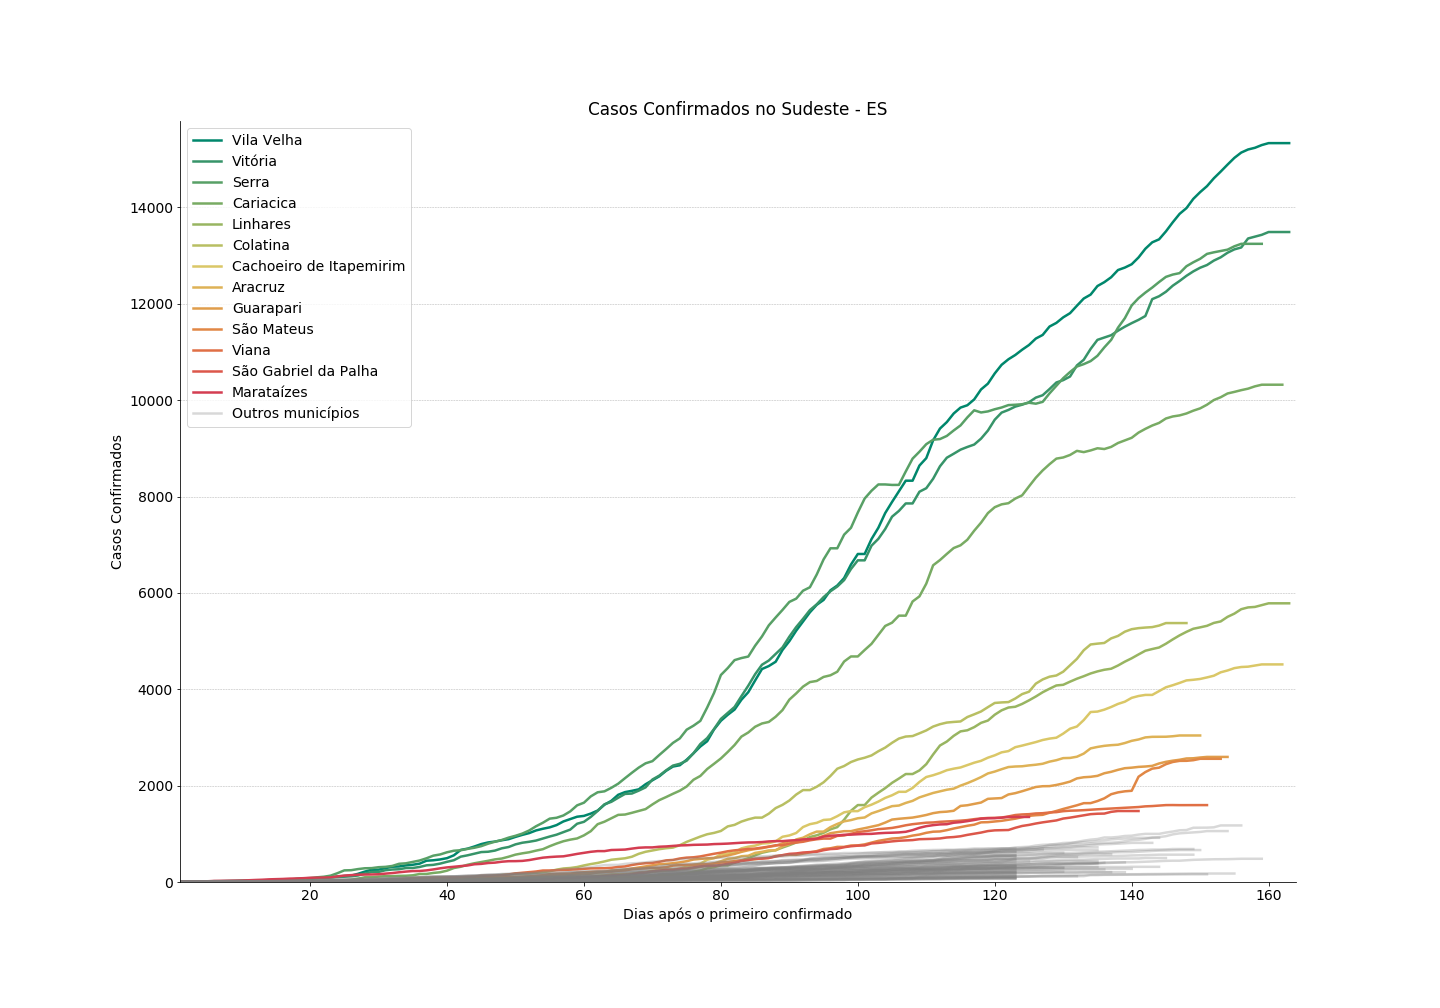 Casos Confirmados no Sudeste - ES
Vila Velha
Vitória
Serra
Cariacica
Linhares
Colatina
Cachoeiro de Itapemirim
Aracruz
Guarapari
São Mateus
Viana
São Gabriel da Palha
Marataízes
Outros municípios
Casos Confirmados
14000
12000
10000
8000
6000
4000
2000
0
20 40 60 80 100 120 140 160
Dias após o primeiro confirmado